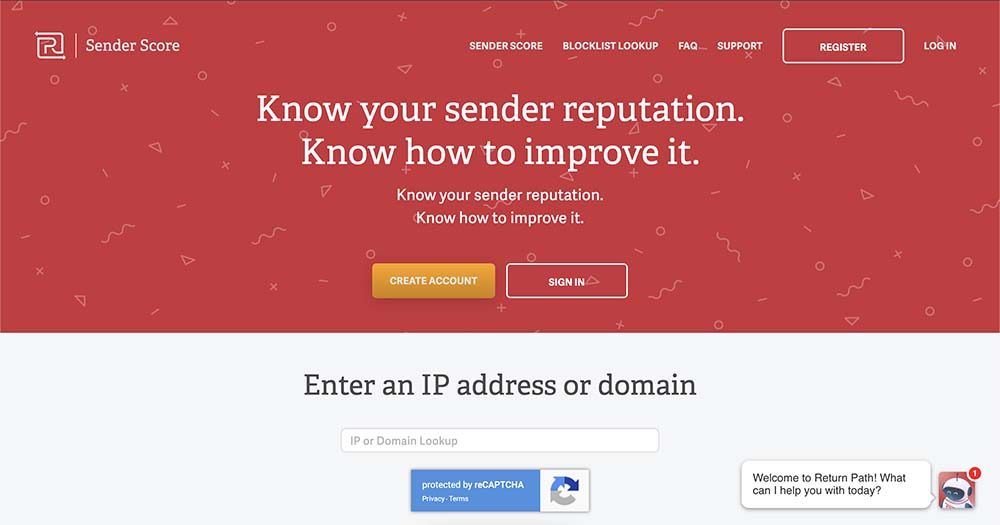 Sender Score
SENDER SCORE
BLOCKLIST LOOKUP
FAQ
SUPPORT
REGISTER
LOG IN
Know your sender reputation.
Know how to improve it.
Know your sender reputation.
Know how to improve it.
CREATE ACCOUNT
SIGN IN
Enter an IP address or domain
IP or Domain Lookup
protected by reCAPTCHA
Privacy - Terms
Welcome to Return Path! What
can I help you with today?
1